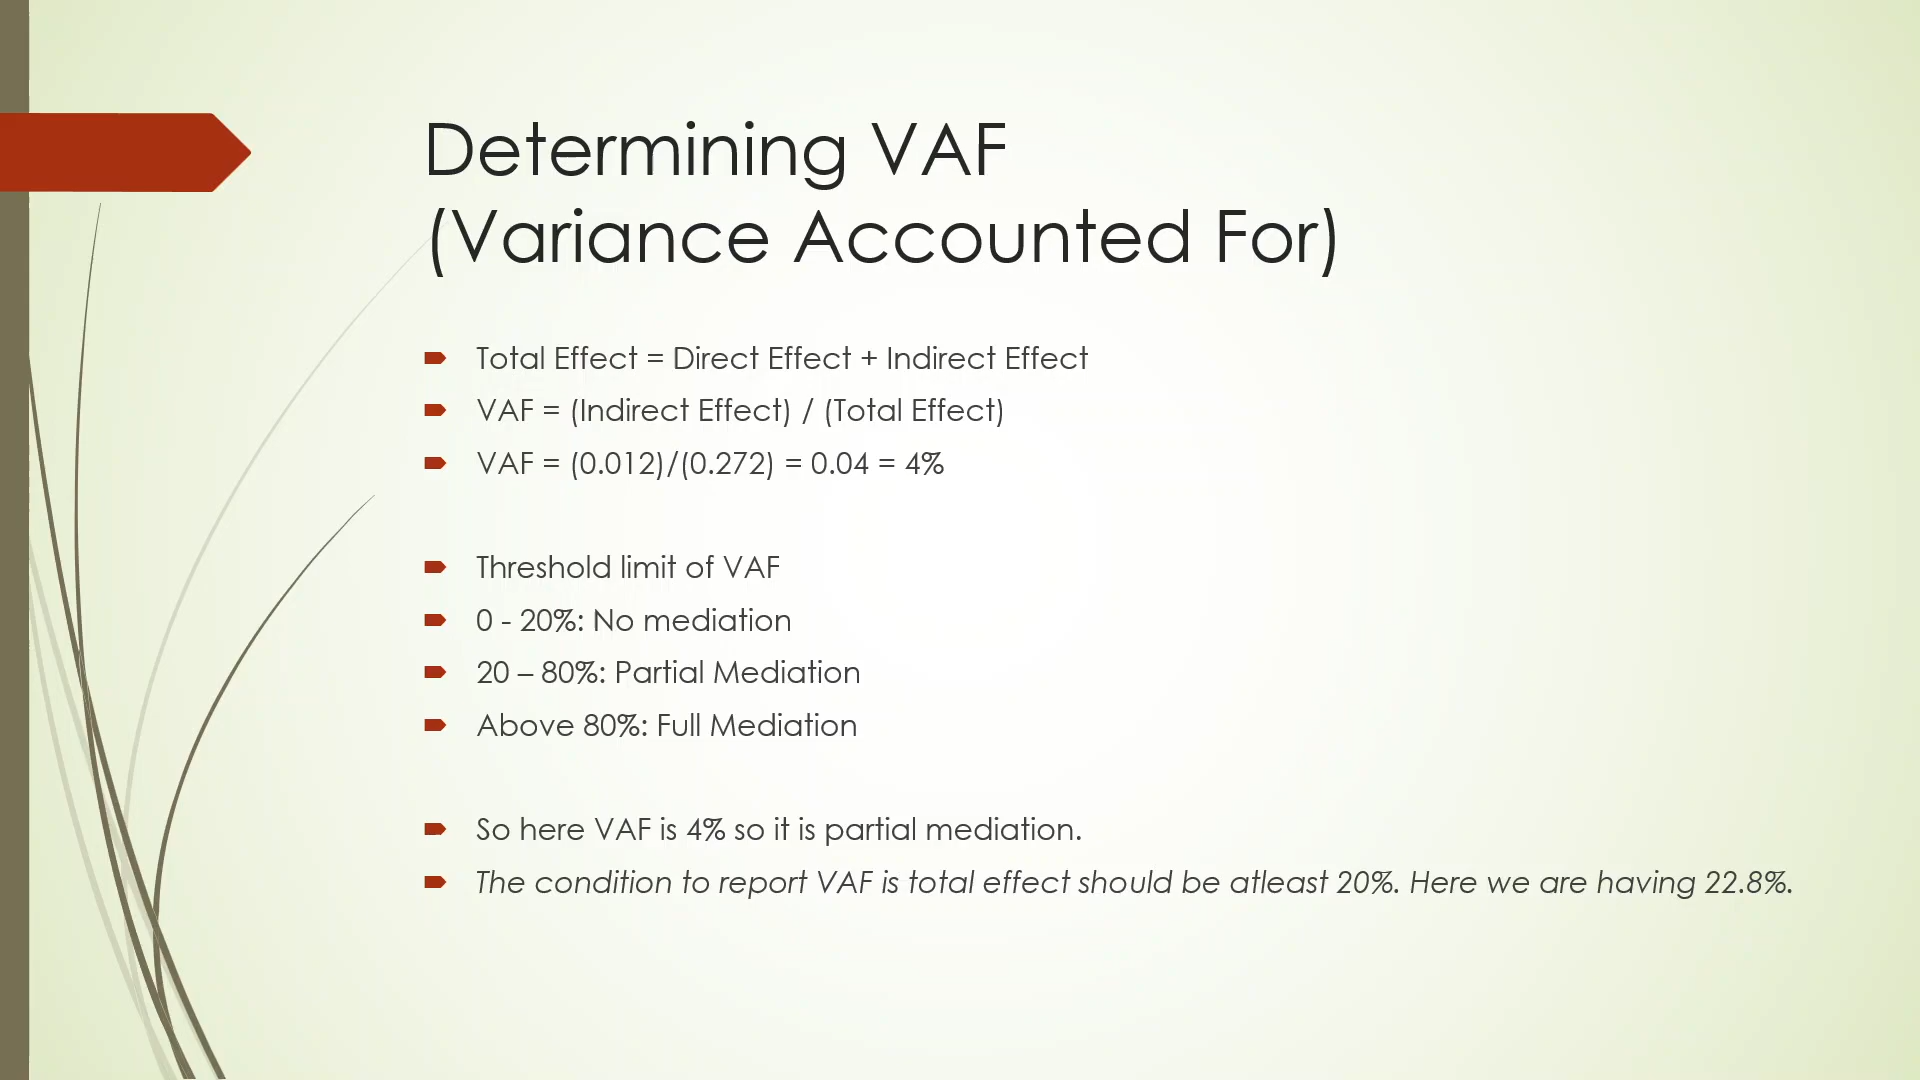 Determining VAF
(Variance Accounted For)
Total Effect = Direct Effect + Indirect Effect
VAF = (Indirect Effect) / (Total Effect)
VAF = (0.012)/(0.272) = 0.04 = 4%
Threshold limit of VAF
0 - 20%: No mediation
20 – 80%: Partial Mediation
Above 80%: Full Mediation
So here VAF is 4% so it is partial mediation.
The condition to report VAF is total effect should be atleast 20%. Here we are having 22.8%.